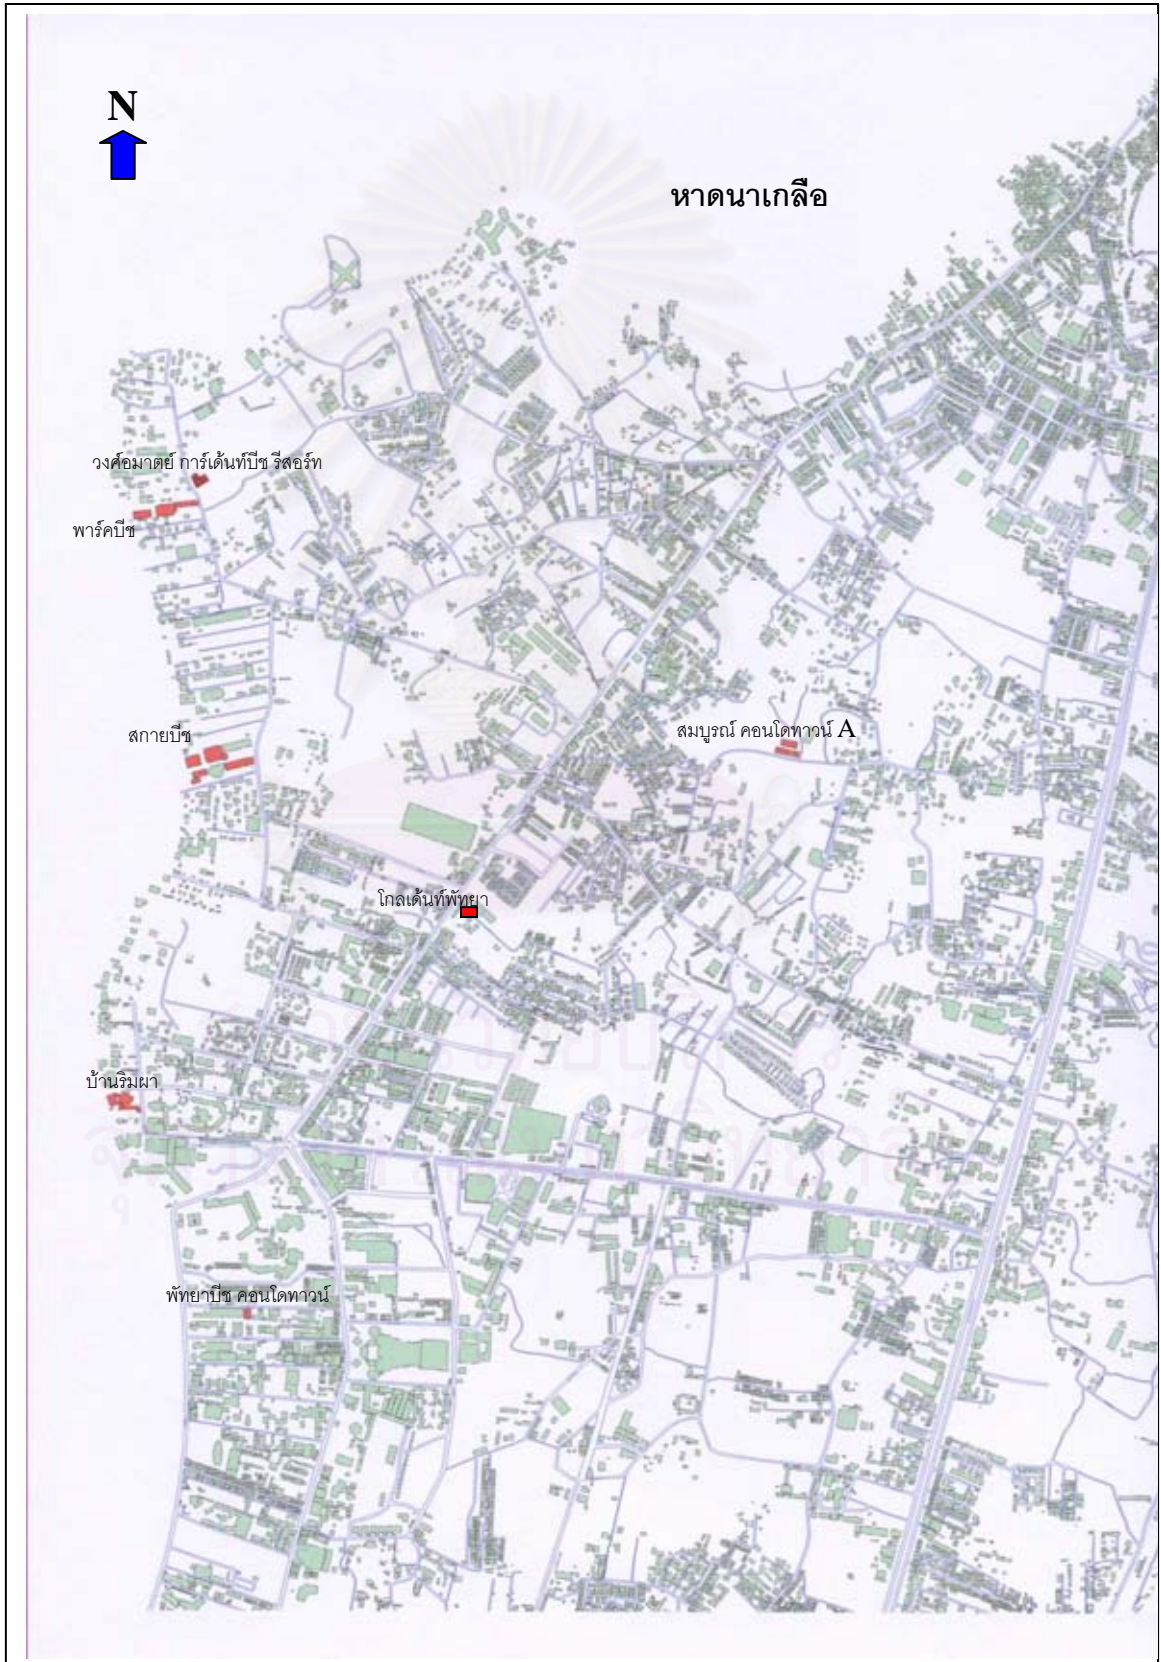 N
หาดนาเกลือ
วงค์อมาตย์ การ์เด้นท์บีช รีสอร์ท
พาร์คบีช
สกายบีช
สมบูรณ์ คอนโดทาวน์ A
โกลเด้นท์พัทยา
บ้านริมผา
พัทยาบีช คอนโดทาวน์